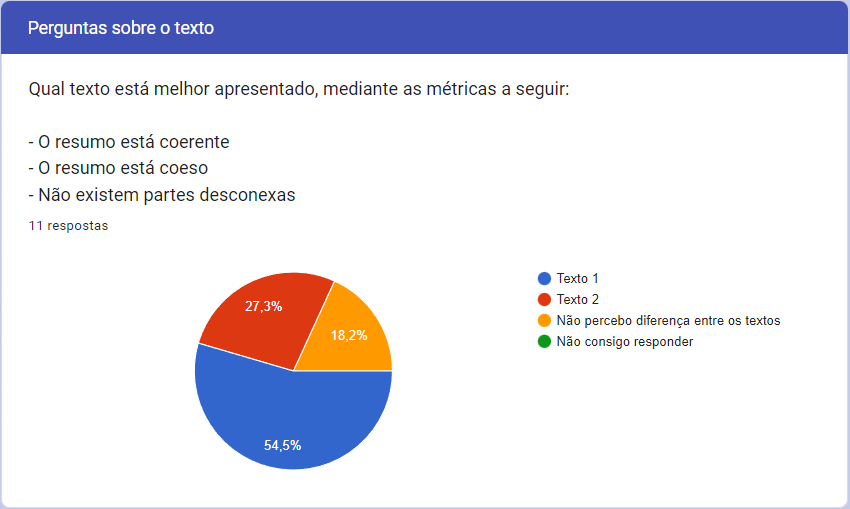 Perguntas sobre o texto
Qual texto está melhor apresentado, mediante as métricas a seguir:
- O resumo está coerente
- O resumo está coeso
- Não existem partes desconexas
11 respostas
27,3%
18,2%
54,5%
Texto 1
Texto 2
Não percebo diferença entre os textos
Não consigo responder